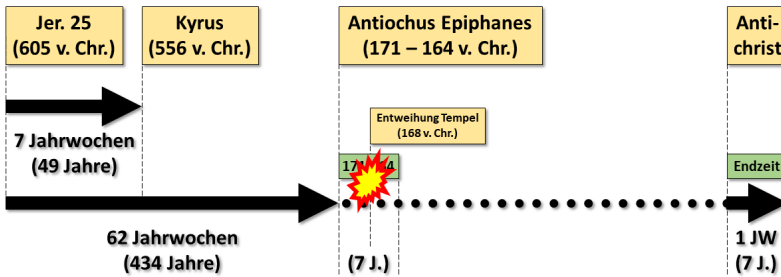 Jer. 25
(605 v. Chr.)
Kyrus
(556 v. Chr.)
Antiochus Epiphanes
(171 – 164 v. Chr.)
Anti-
christ
7 Jahrwochen
(49 Jahre)
Entweihung Tempel
(168 v. Chr.)
Endzeit
62 Jahrwochen
(434 Jahre)
(7 J.)
1 JW
(7 J.)